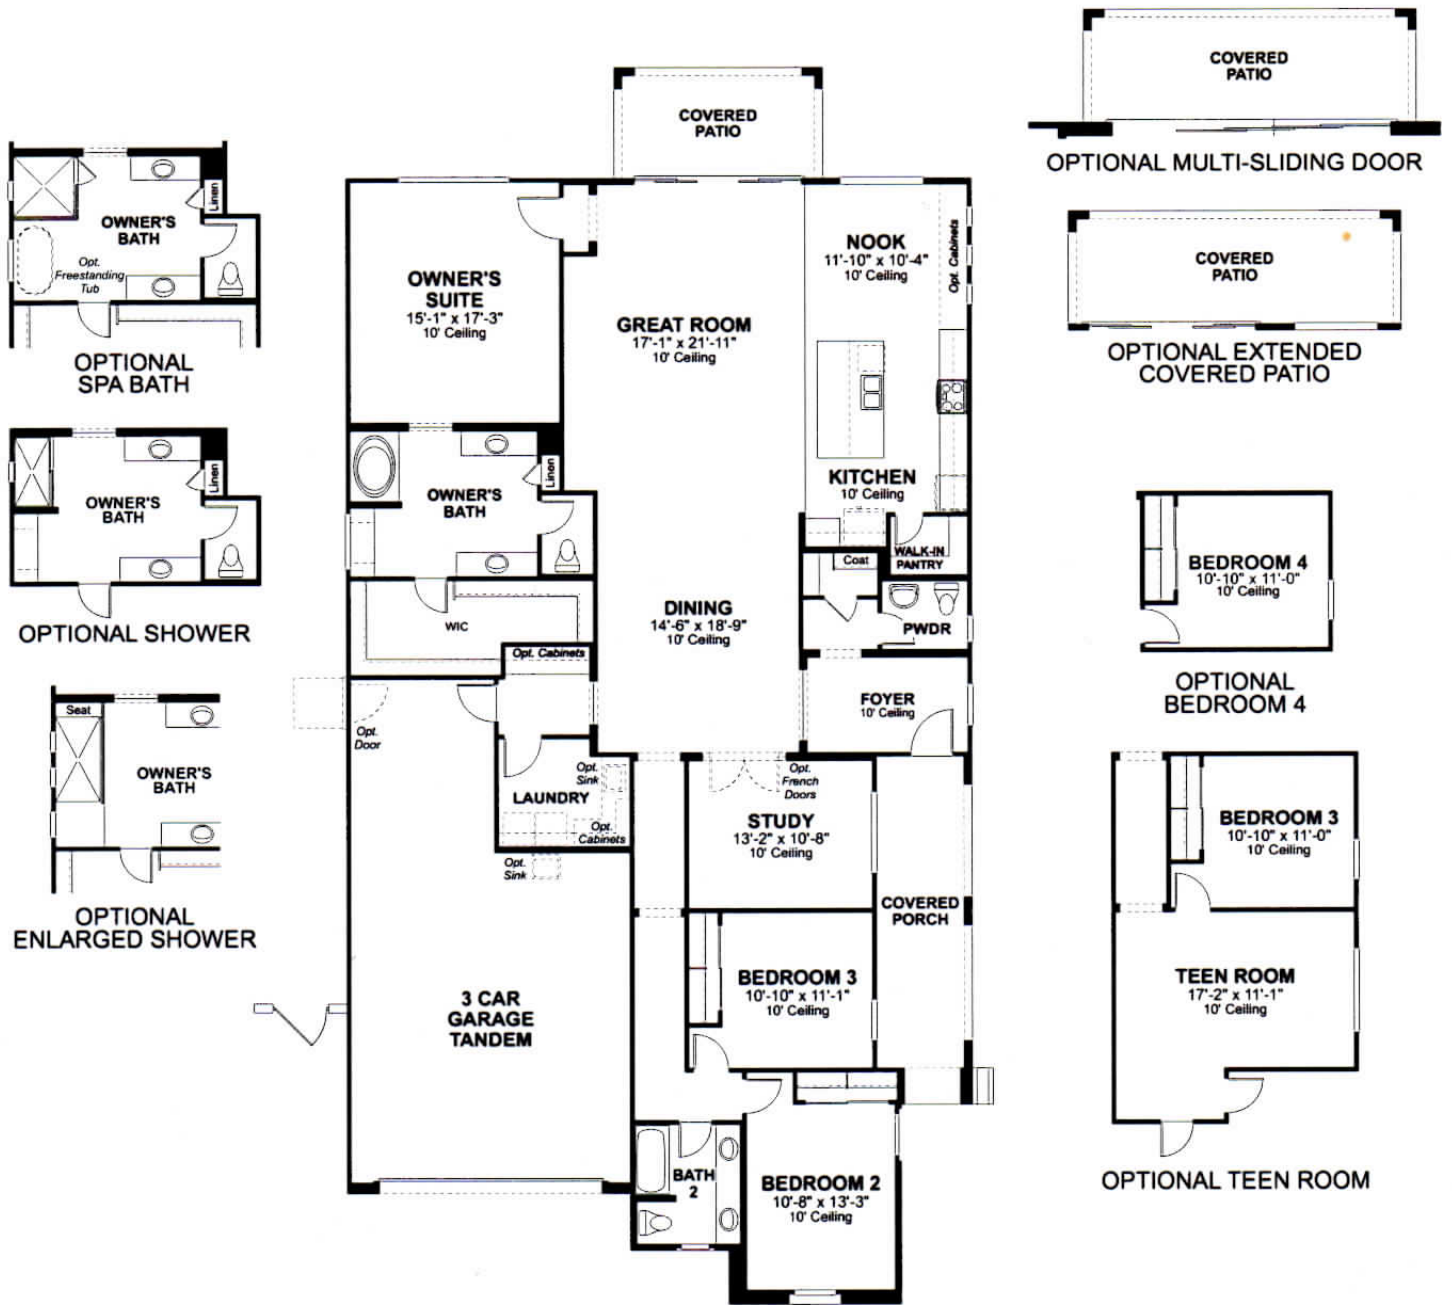 COVERED
PATIO
OPTIONAL MULTI-SLIDING DOOR
COVERED
PATIO
OPTIONAL EXTENDED
COVERED PATIO
COVERED
PATIO
OWNER'S
BATH
Linen
Opt.
Freestanding
Tub
OPTIONAL
SPA BATH
OWNER'S
BATH
Linen
OPTIONAL SHOWER
Seat
OWNER'S
BATH
OPTIONAL
ENLARGED SHOWER
OWNER'S
SUITE
15'-1" x 17'-3"
10' Ceiling
GREAT ROOM
17'-1" x 21'-11"
10' Ceiling
NOOK
11'-10" x 10'-4"
10' Ceiling
Opt. Cabinets
KITCHEN
10' Ceiling
OWNER'S
BATH
Linen
WALK-IN
PANTRY
Coat
PWDR
DINING
14'-6" x 18'-9"
10' Ceiling
WIC
Opt. Cabinets
FOYER
10' Ceiling
Opt.
Door
Opt.
Sink
LAUNDRY
Opt.
Cabinets
Opt.
Sink
Opt.
French
Doors
STUDY
13'-2" x 10'-8"
10' Ceiling
COVERED
PORCH
BEDROOM 3
10'-10" x 11'-1"
10' Ceiling
3 CAR
GARAGE
TANDEM
BATH
2
BEDROOM 2
10'-8" x 13'-3"
10' Ceiling
BEDROOM 4
10'-10" x 11'-0"
10' Ceiling
OPTIONAL
BEDROOM 4
BEDROOM 3
10'-10" x 11'-0"
10' Ceiling
TEEN ROOM
17'-2" x 11'-1"
10' Ceiling
OPTIONAL TEEN ROOM